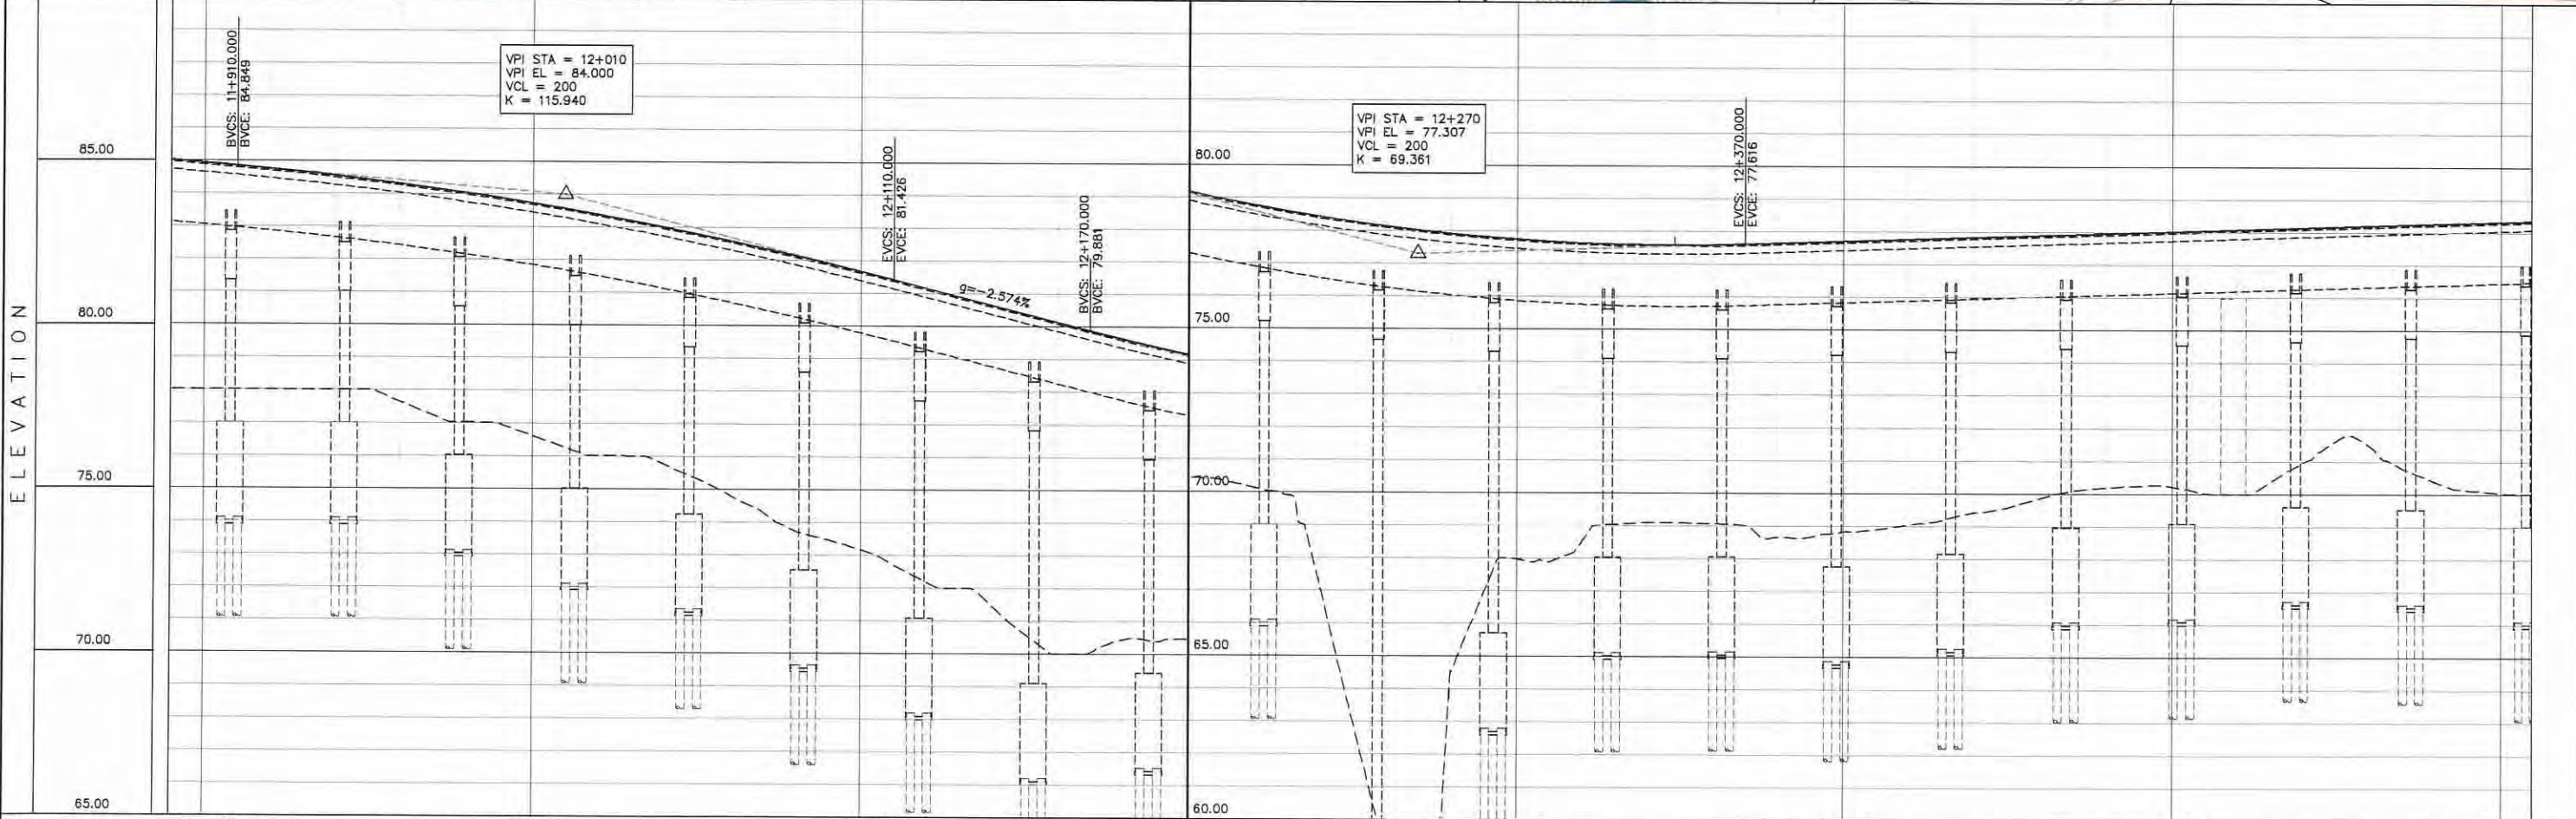 ELEVATION
85.00
80.00
75.00
70.00
65.00
BVCS: 11+910.000
BVCE: 84.849
VPI STA = 12+010
VPI EL = 84.000
VCL = 200
K = 115.940
EVCS: 12+110.000
EVCE: 81.426
g=-2.574%
BVCS: 12+170.000
BVCE: 79.881
80.00
75.00
70.00
65.00
60.00
VPI STA = 12+270
VPI EL = 77.307
VCL = 200
K = 69.361
EVCS: 12+370.000
EVCE: 77.616